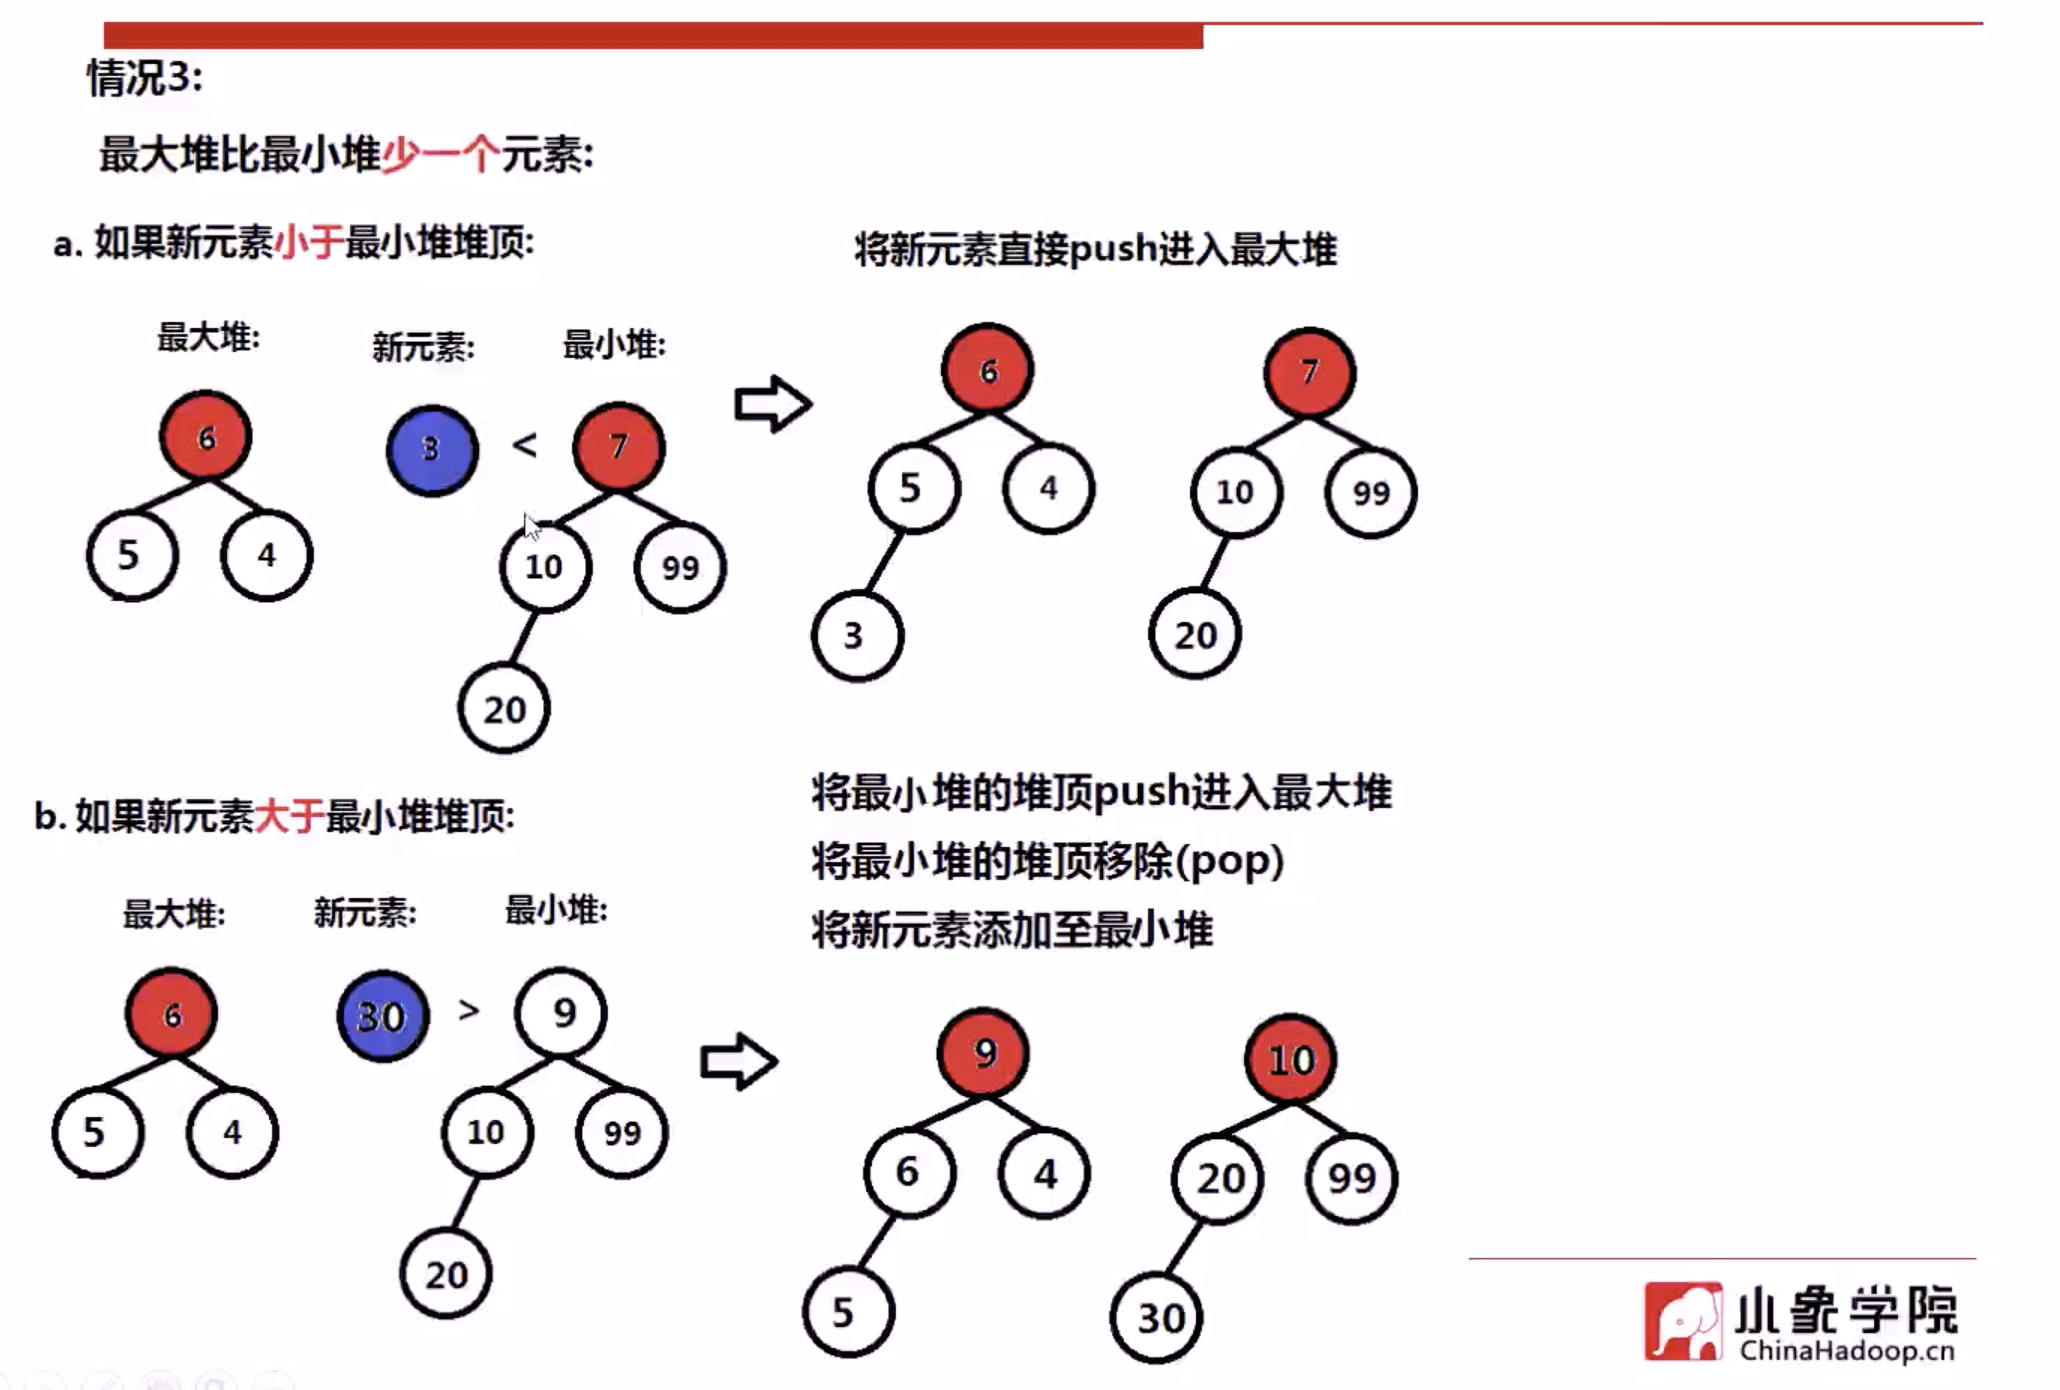 情况3:
最大堆比最小堆少一个元素:
a. 如果新元素小于最小堆堆顶:
将新元素直接push进入最大堆
最大堆:
新元素:
最小堆:
6
3
<
7
5
4
10
99
20
6
7
5
4
10
99
3
20
b. 如果新元素大于最小堆堆顶:
将最小堆的堆顶push进入最大堆
将最小堆的堆顶移除(pop)
将新元素添加至最小堆
最大堆:
新元素:
最小堆:
6
30
>
9
5
4
10
99
20
9
10
6
4
20
99
5
30
小象学院
ChinaHadoop.cn